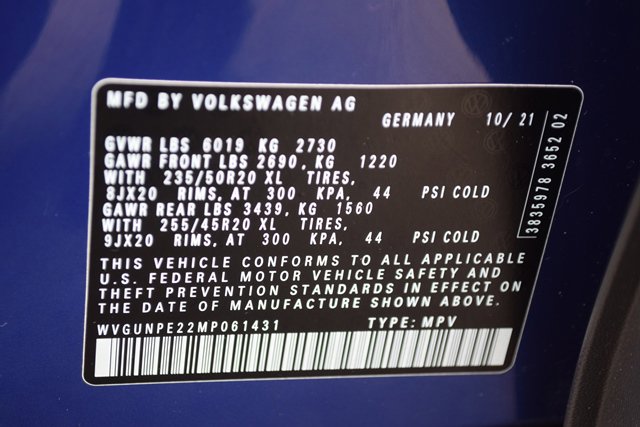 MFD BY VOLKSWAGEN AG
GERMANY 10/21
GVWR LBS 6019 KG 2730
GAWR FRONT LBS 2690, KG 1220
WITH 235/50R20 XL TIRES,
8JX20 RIMS, AT 300 KPA, 44 PSI COLD
GAWR REAR LBS 3439, KG 1560
WITH 255/45R20 XL TIRES,
9JX20 RIMS, AT 300 KPA, 44 PSI COLD
THIS VEHICLE CONFORMS TO ALL APPLICABLE
U.S. FEDERAL MOTOR VEHICLE SAFETY AND
THEFT PREVENTION STANDARDS IN EFFECT ON
THE DATE OF MANUFACTURE SHOWN ABOVE.
WVGUNPE22MP061431 TYPE: MPV
3835978 3652 02